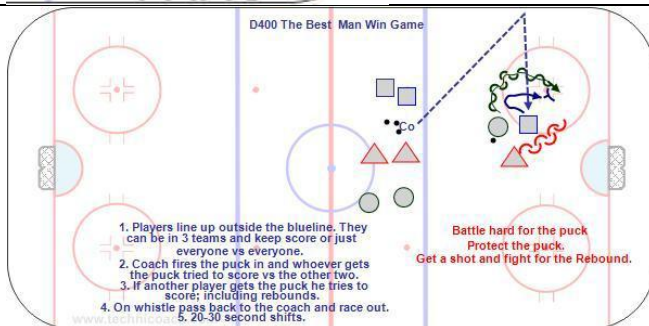 D400 The Best Man Win Game
Co
1. Players line up outside the blueline. They
can be in 3 teams and keep score or just
everyone vs everyone.
2. Coach fires the puck in and whoever gets
the puck tried to score vs the other two.
3. If another player gets the puck he tries to
score; including rebounds.
4. On whistle pass back to the coach and race out.
5. 20-30 second shifts.
Battle hard for the puck
Protect the puck.
Get a shot and fight for the Rebound.